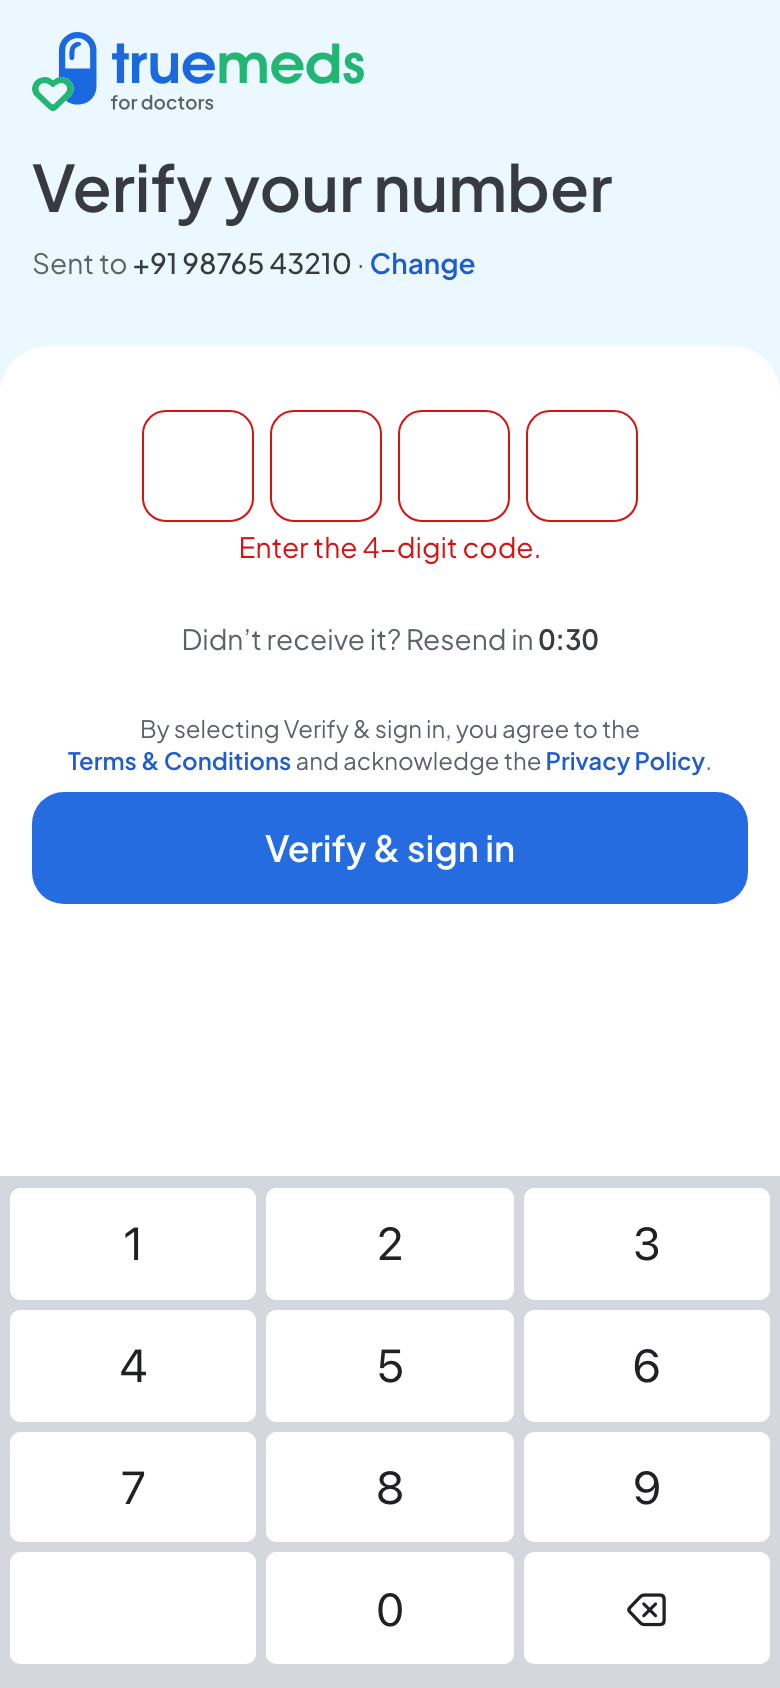 truemeds
for doctors
Verify your number
Sent to +91 98765 43210 · Change
Enter the 4–digit code.
Didn’t receive it? Resend in 0:30
By selecting Verify & sign in, you agree to the
Terms & Conditions and acknowledge the Privacy Policy.
Verify & sign in
1 2 3
4 5 6
7 8 9
0